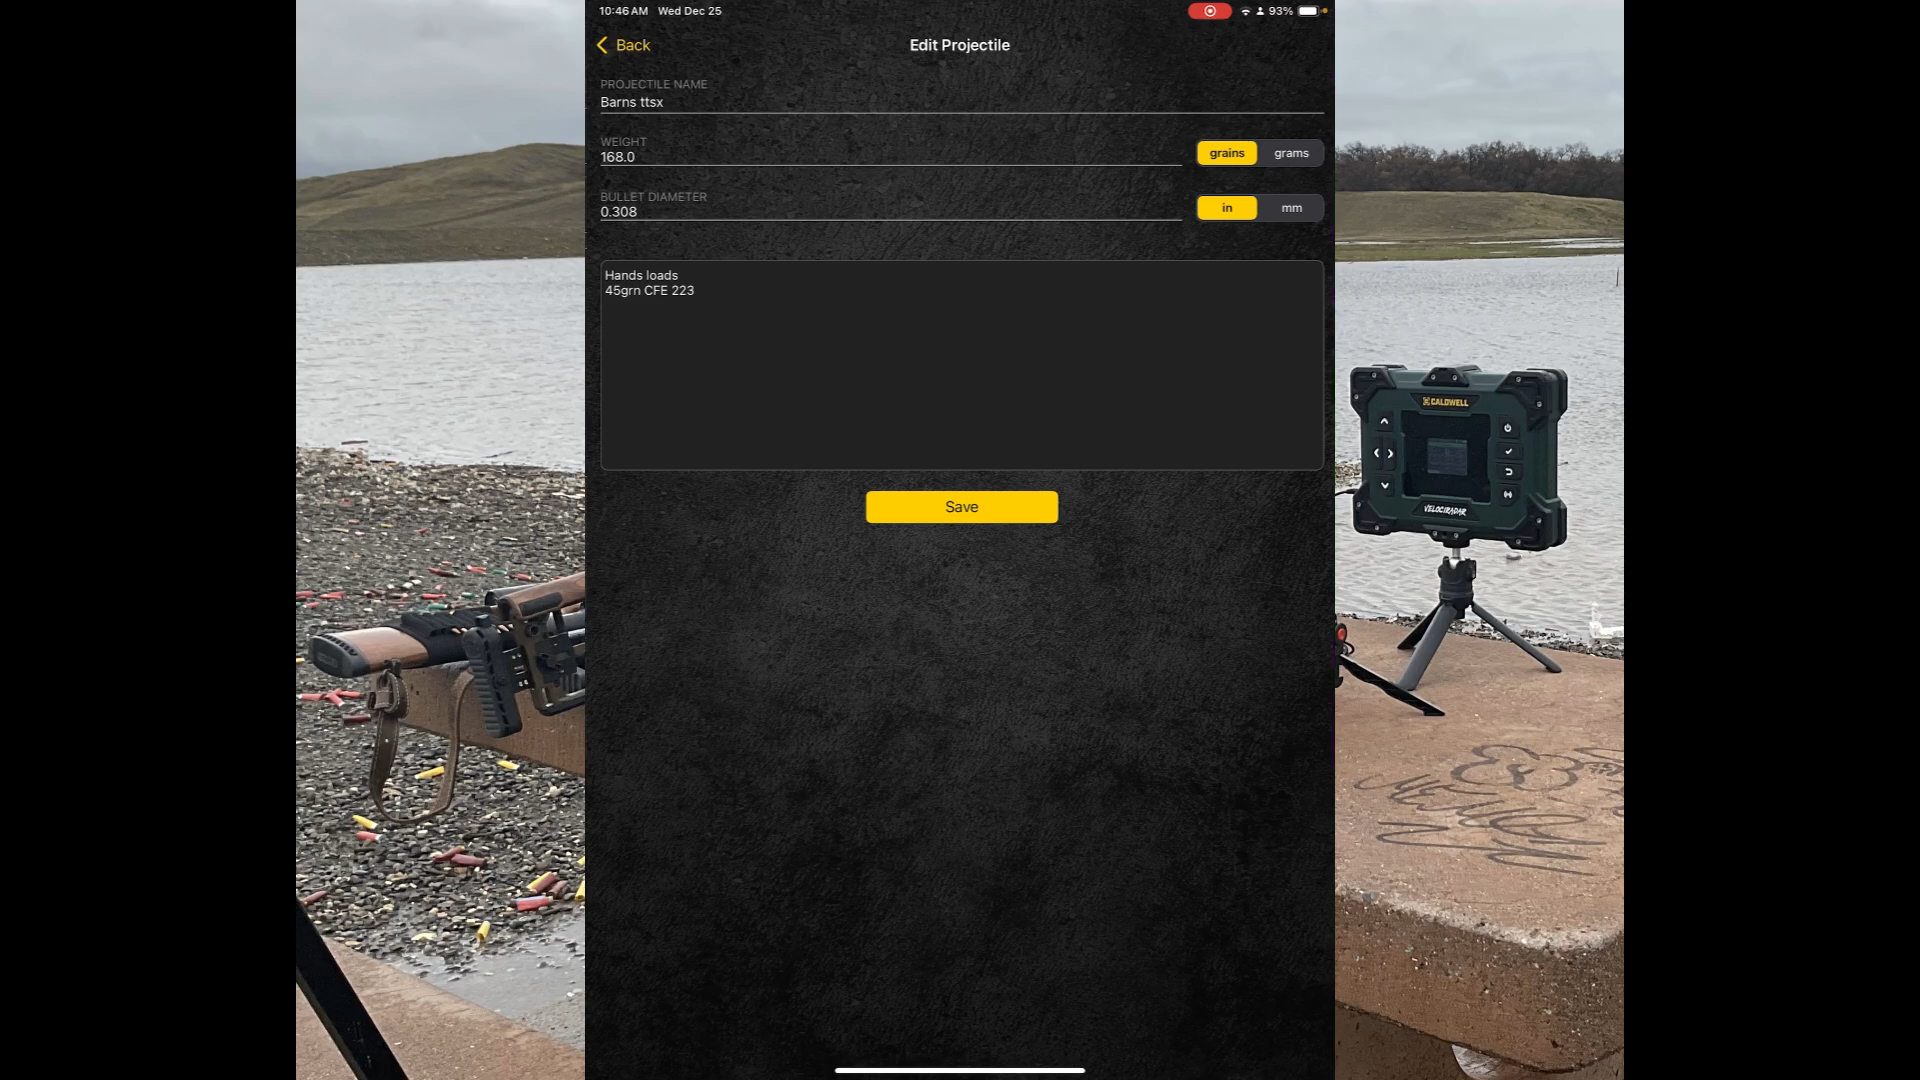 10:46 AM Wed Dec 25
93%
Back
Edit Projectile
PROJECTILE NAME
Barns ttsx
WEIGHT
168.0
grains
grams
BULLET DIAMETER
0.308
in
mm
Hands loads
45grn CFE 223
Save
CALDWELL
VELOCIRADAR